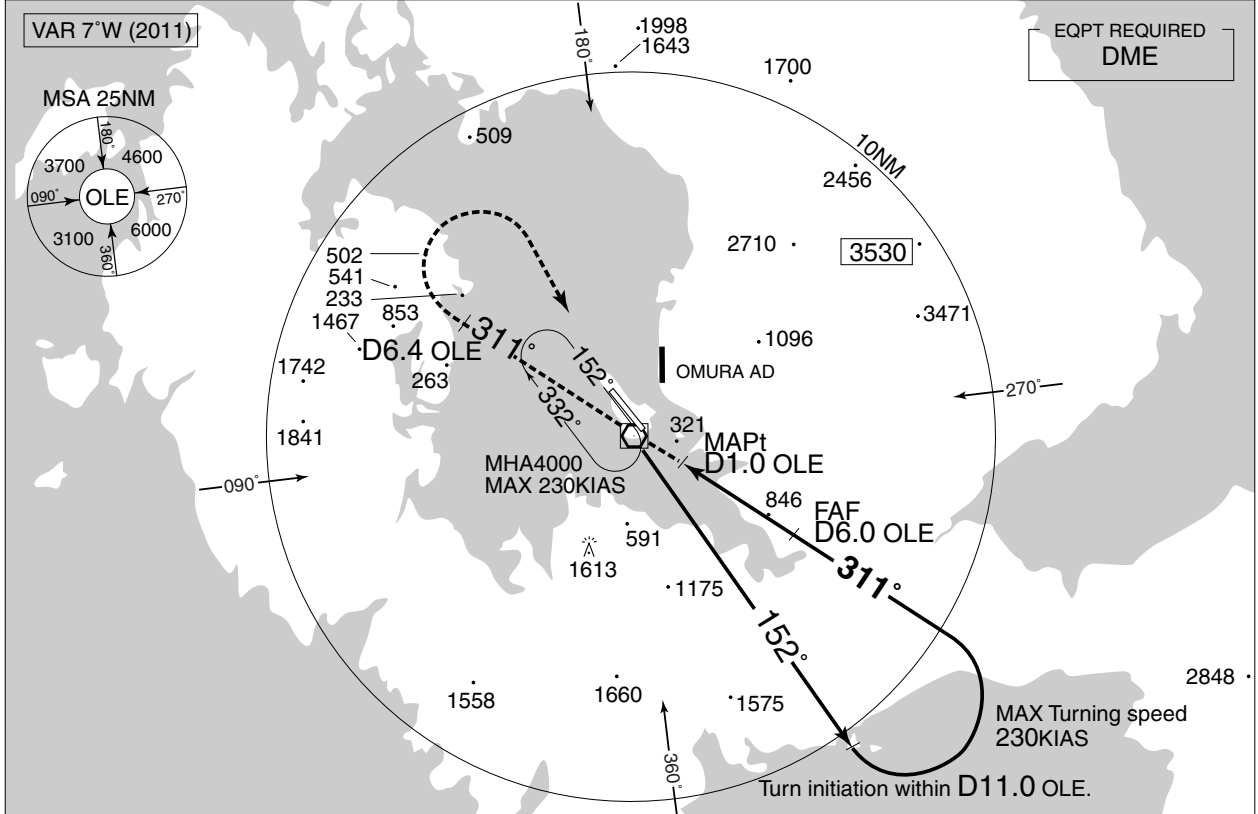 VAR 7°W (2011)
EQPT REQUIRED
DME
MSA 25NM
180°
3700
4600
090°
OLE
270°
3100
6000
360°
180°
1998
1643
1700
509
10NM
2456
2710
3530
3471
502
541
233
853
1467
D6.4 OLE
311°
1742
263
152°
332°
1096
OMURA AD
270°
1841
321
MAPt
D1.0 OLE
MHA4000
MAX 230KIAS
090°
846
FAF
D6.0 OLE
591
1613
311°
1175
152°
1558
1660
1575
2848
MAX Turning speed
230KIAS
360°
Turn initiation within D11.0 OLE.